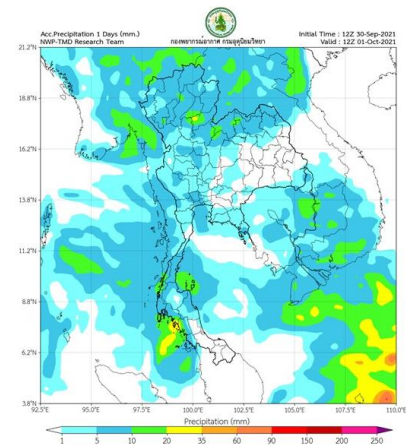 Acc.Precipitation 1 Days (mm.)
NWP-TMD Research Team
กองพยากรณ์อากาศ กรมอุตุนิยมวิทยา
Initial Time : 12Z 30-Sep-2021
Valid : 12Z 01-Oct-2021
21.2°N
18.8°N
16.2°N
13.8°N
11.2°N
8.8°N
6.2°N
3.8°N
92.5°E 95.0°E 97.5°E 100.0°E 102.5°E 105.0°E 107.5°E 110.0°E
Precipitation (mm)
1 5 10 20 35 60 90 150 200 250